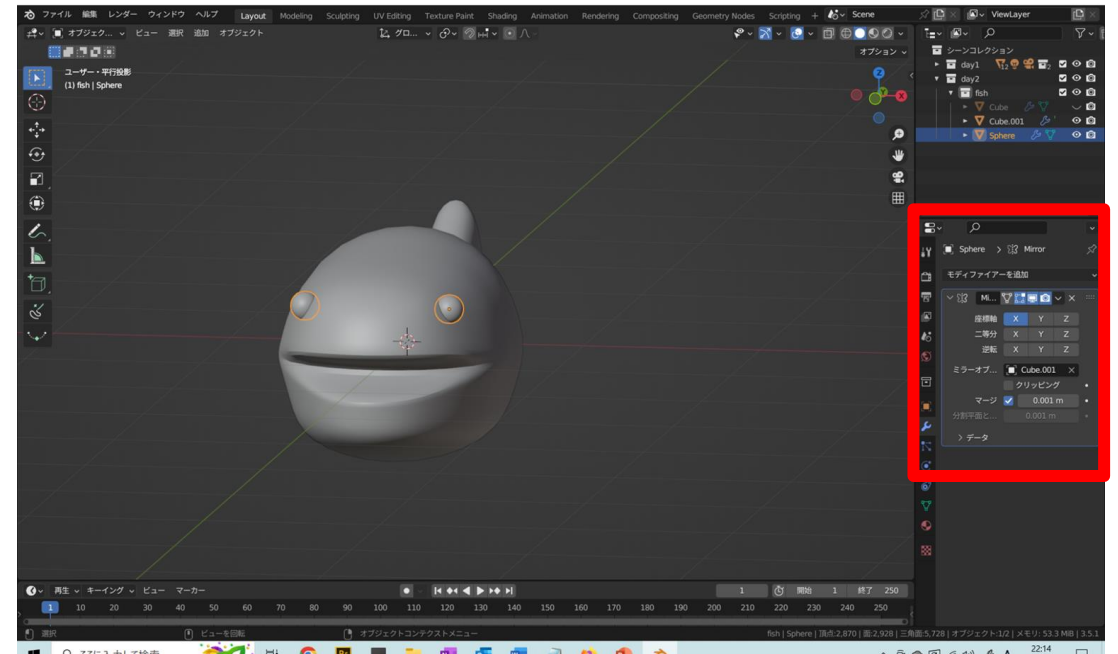 ファイル 編集 レンダー ウィンドウ ヘルプ Layout Modeling Sculpting UV Editing Texture Paint Shading Animation Rendering Compositing Geometry Nodes Scripting + Scene ViewLayer
オブジェク... ビュー 選択 追加 オブジェクト グロ...
オプション
ユーザー・平行投影
(1) fish | Sphere
Z
X
シーンコレクション
day1 12 2
day2
fish
Cube
Cube.001
Sphere
Sphere > Mirror
モディファイアーを追加
Mi...
座標軸 X Y Z
二等分 X Y Z
逆転 X Y Z
ミラーオブ... Cube.001
クリッピング
マージ 0.001 m
分割平面と... 0.001 m
データ
再生 キーイング ビュー マーカー 1 開始 1 終了 250
1 10 20 30 40 50 60 70 80 90 100 110 120 130 140 150 160 170 180 190 200 210 220 230 240 250
選択 ビューを回転 オブジェクトコンテクストメニュー fish | Sphere | 頂点:2,870 | 面:2,928 | 三角面:5,728 | オブジェクト:1/2 | メモリ: 53.3 MiB | 3.5.1
ここに入力して検索 22:14